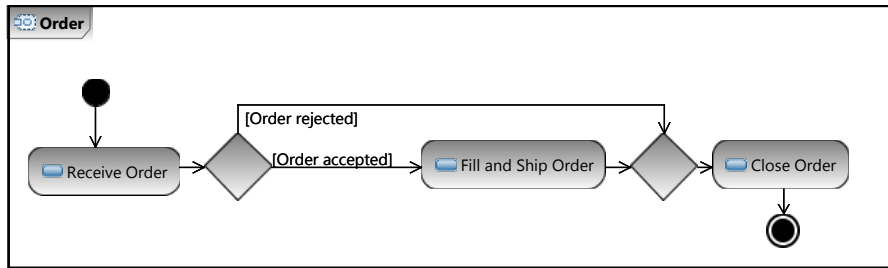 Order
[Order rejected]
[Order accepted]
Receive Order
Fill and Ship Order
Close Order